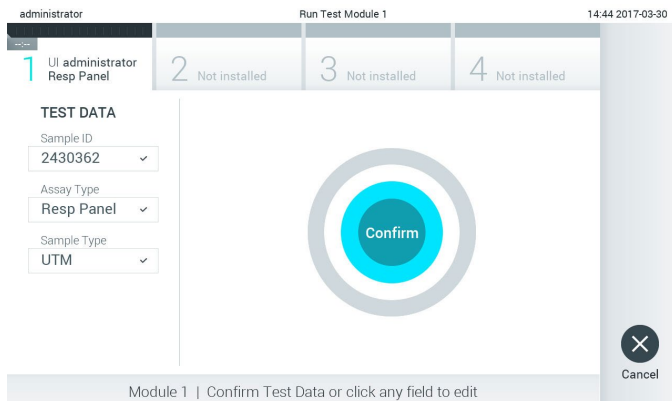 administrator
Run Test Module 1
14:44 2017-03-30
--:--
1
UI administrator
Resp Panel
2 Not installed
3 Not installed
4 Not installed
TEST DATA
Sample ID
2430362
Assay Type
Resp Panel
Sample Type
UTM
Confirm
Cancel
Module 1 | Confirm Test Data or click any field to edit